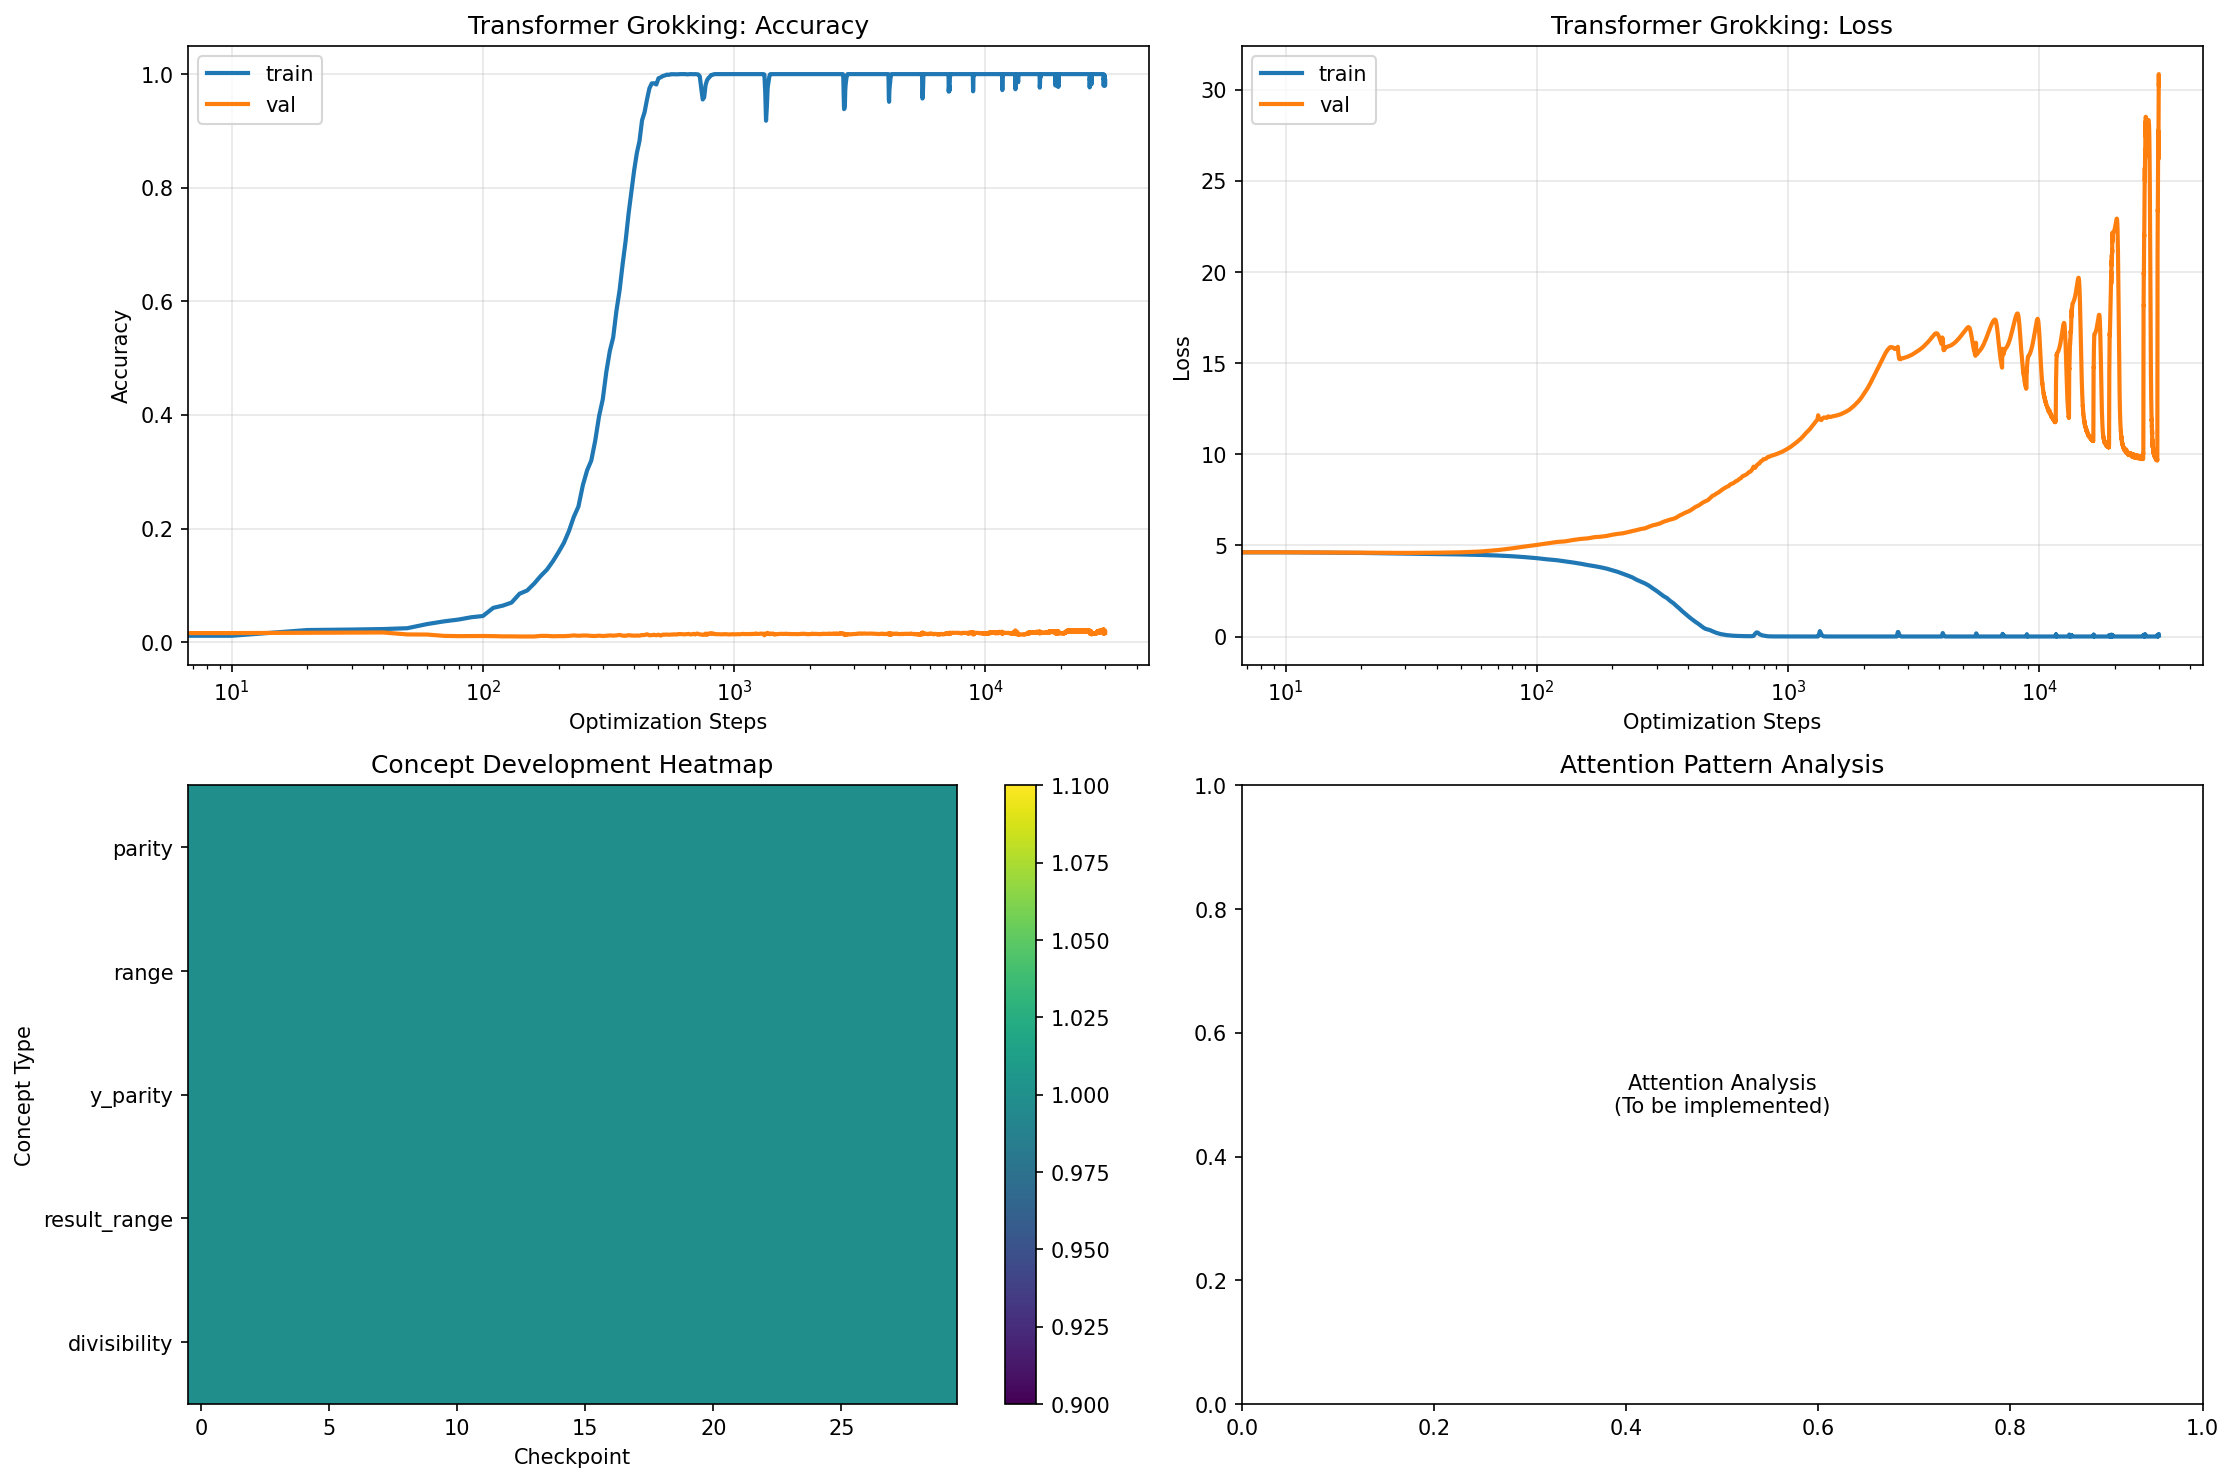 Transformer Grokking: Accuracy
train
val
1.0
0.8
0.6
0.4
0.2
0.0
Accuracy
10¹
10²
10³
10⁴
Optimization Steps
Transformer Grokking: Loss
train
val
30
25
20
15
10
5
0
Loss
10¹
10²
10³
10⁴
Optimization Steps
Concept Development Heatmap
parity
range
y_parity
result_range
divisibility
Concept Type
0
5
10
15
20
25
Checkpoint
1.100
1.075
1.050
1.025
1.000
0.975
0.950
0.925
0.900
Attention Pattern Analysis
1.0
0.8
0.6
0.4
0.2
0.0
Attention Analysis
(To be implemented)
0.0
0.2
0.4
0.6
0.8
1.0